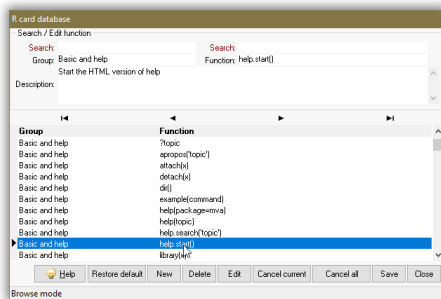 R card database
Search / Edit function
Search: Search:
Group: Basic and help Function: help.start()
Description: Start the HTML version of help
Group Function
Basic and help ?topic
Basic and help apropos('topic')
Basic and help attach(x)
Basic and help detach(x)
Basic and help dir()
Basic and help example(command)
Basic and help help(package=mva)
Basic and help help(topic)
Basic and help help.search('topic')
Basic and help help.start()
Basic and help library(x)
Help Restore default New Delete Edit Cancel current Cancel all Save Close
Browse mode